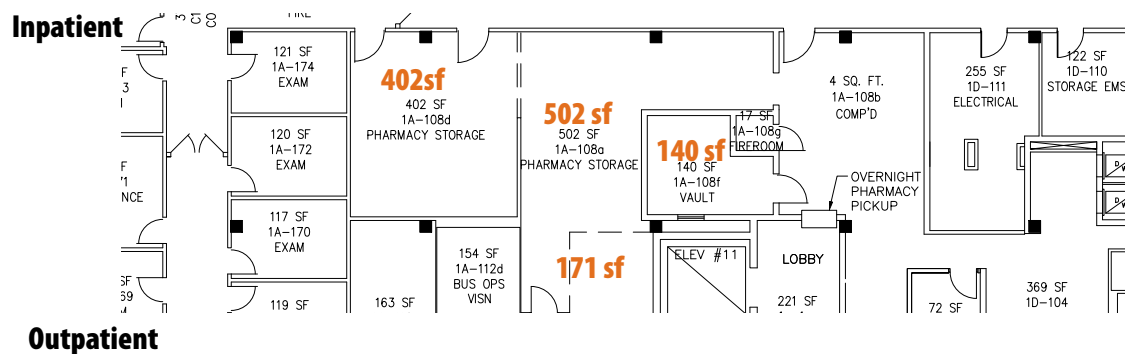 Inpatient
3
C1
CO
121 SF
1A-174
EXAM
402sf
402 SF
1A-108d
PHARMACY STORAGE
502 sf
502 SF
1A-108a
PHARMACY STORAGE
4 SQ. FT.
1A-108b
COMP'D
17 SF
1A-108g
FIREROOM
140 sf
140 SF
1A-108f
VAULT
255 SF
1D-111
ELECTRICAL
122 SF
1D-110
STORAGE EMS
120 SF
1A-172
EXAM
OVERNIGHT
PHARMACY
PICKUP
117 SF
1A-170
EXAM
154 SF
1A-112d
BUS OPS
VISN
171 sf
ELEV #11
LOBBY
163 SF
119 SF
221 SF
72 SF
369 SF
1D-104
Outpatient